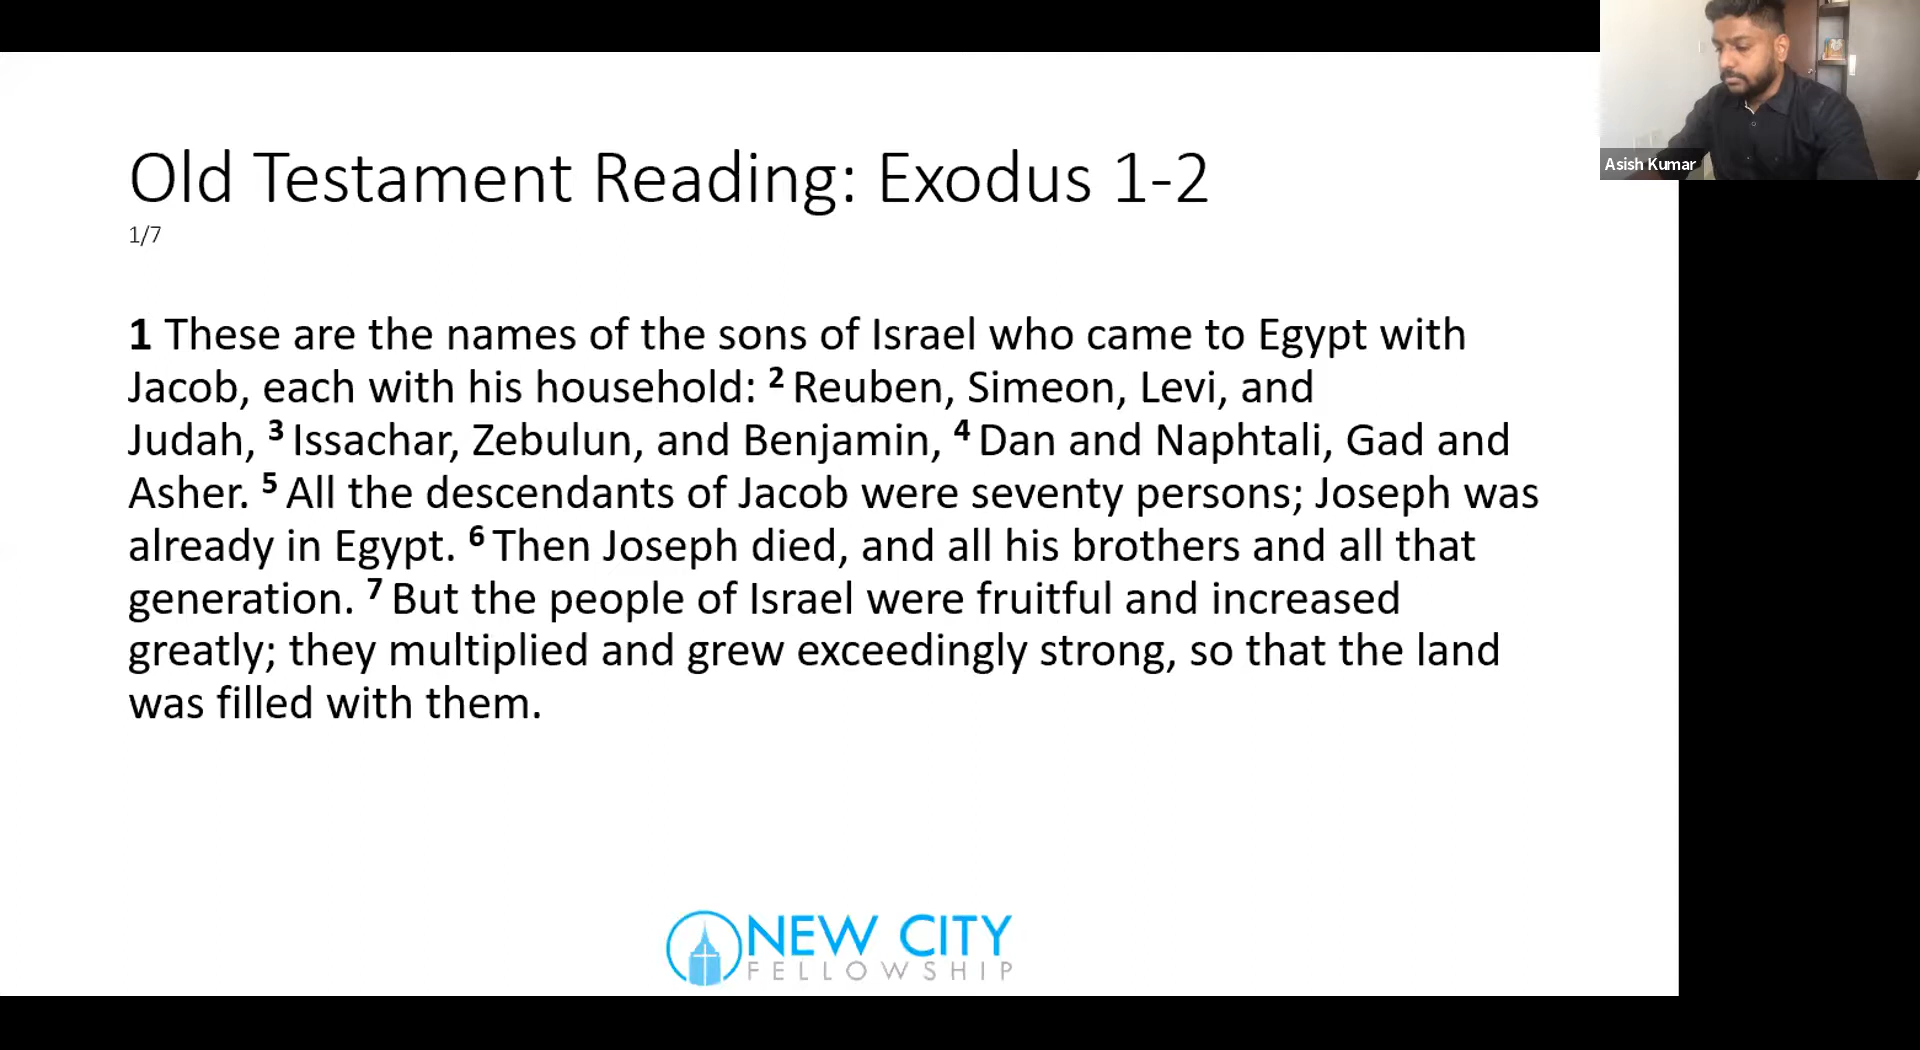 Old Testament Reading: Exodus 1-2
1/7
1 These are the names of the sons of Israel who came to Egypt with
Jacob, each with his household: 2 Reuben, Simeon, Levi, and
Judah, 3 Issachar, Zebulun, and Benjamin, 4 Dan and Naphtali, Gad and
Asher. 5 All the descendants of Jacob were seventy persons; Joseph was
already in Egypt. 6 Then Joseph died, and all his brothers and all that
generation. 7 But the people of Israel were fruitful and increased
greatly; they multiplied and grew exceedingly strong, so that the land
was filled with them.
NEW CITY
FELLOWSHIP
Asish Kumar